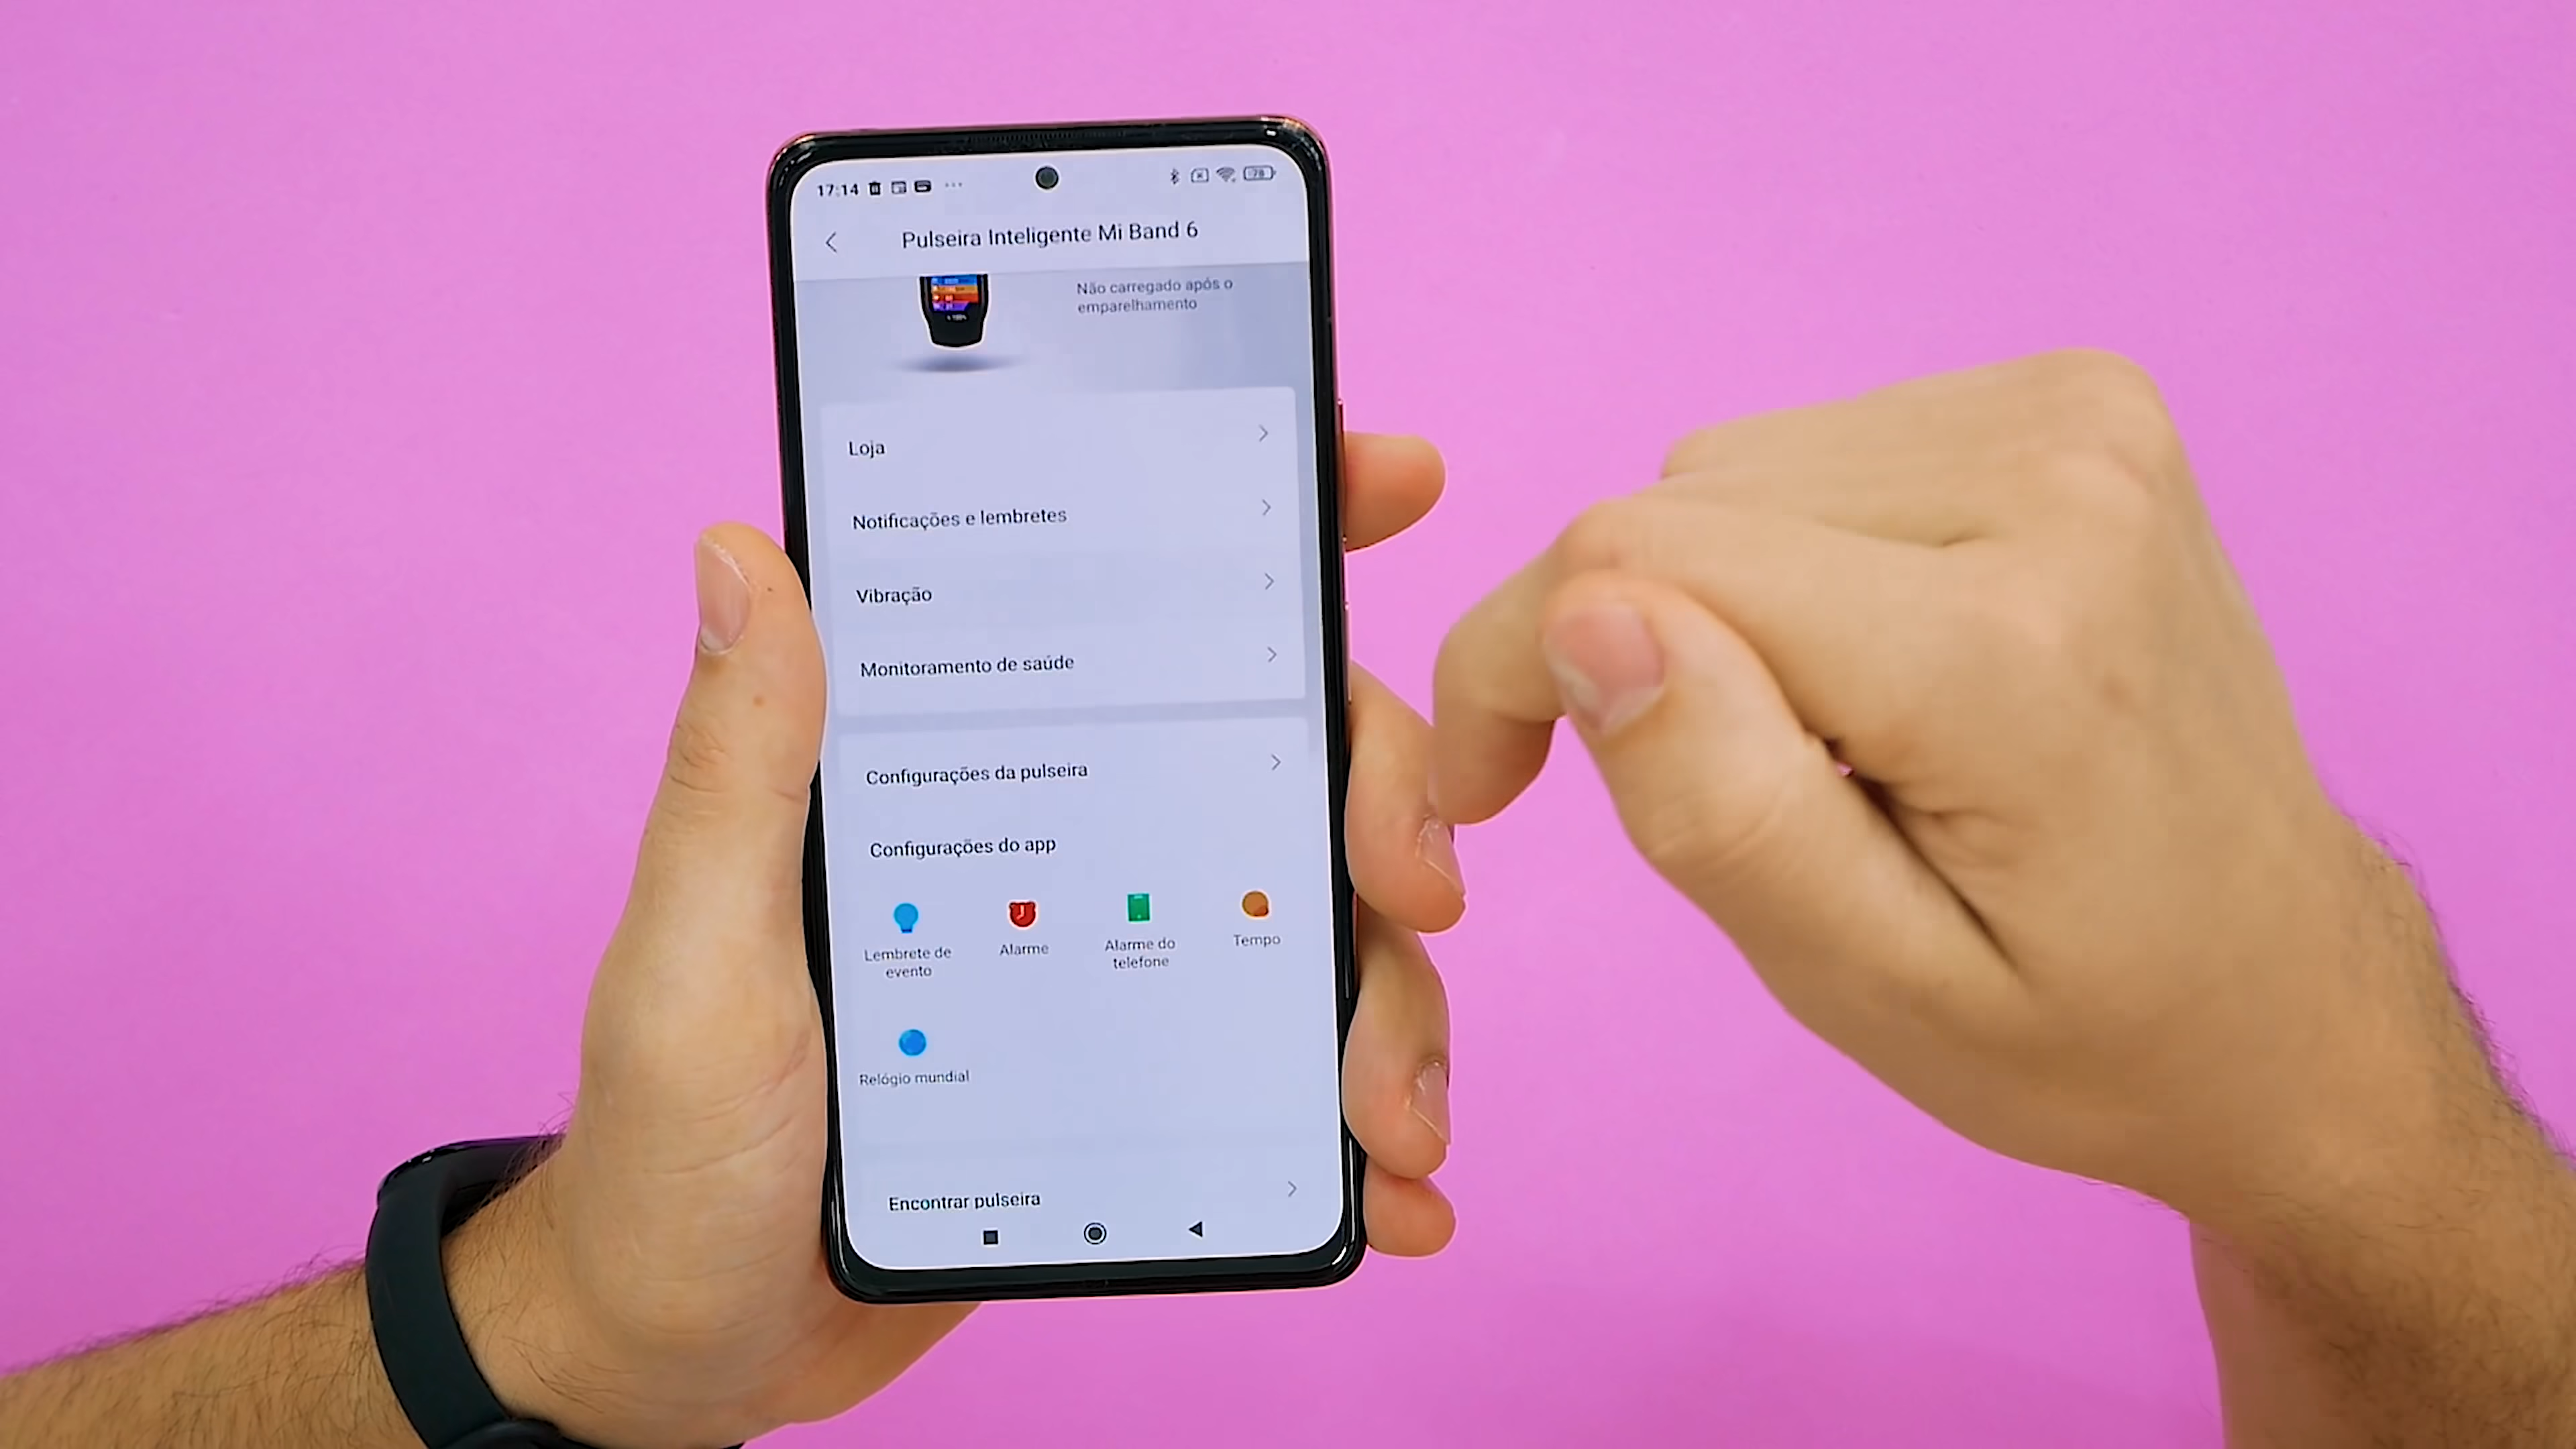 17:14
78
Pulseira Inteligente Mi Band 6
Não carregado após o
emparelhamento
Loja
Notificações e lembretes
Vibração
Monitoramento de saúde
Configurações da pulseira
Configurações do app
Lembrete de
evento
Alarme
Alarme do
telefone
Tempo
Relógio mundial
Encontrar pulseira